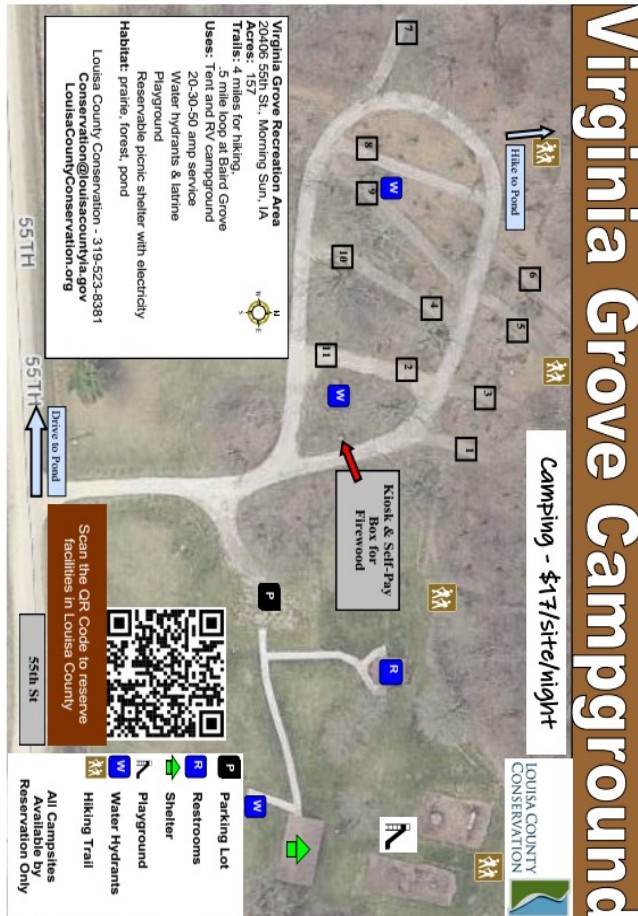 Virginia Grove Campground
Camping - $17/site/night
LOUISA COUNTY
CONSERVATION
Hike to Pond
7
8
9
W
10
6
5
4
11
2
W
3
1
Kiosk & Self-Pay
Box for
Firewood
P
R
W
Virginia Grove Recreation Area
20406 55th St., Morning Sun, IA
Acres: 157
Trails: 4 miles for hiking,
.5 mile loop at Baird Grove
Uses: Tent and RV campground
20-30-50 amp service
Water hydrants & latrine
Playground
Reservable picnic shelter with electricity
Habitat: prairie, forest, pond
Louisa County Conservation - 319-523-8381
Conservation@louisacountyia.gov
LouisaCountyConservation.org
N
W E
S
55TH
55TH
Drive to Pond
Scan the QR Code to reserve
facilities in Louisa County
55th St
P Parking Lot
R Restrooms
Shelter
Playground
W Water Hydrants
Hiking Trail
All Campsites
Available by
Reservation Only